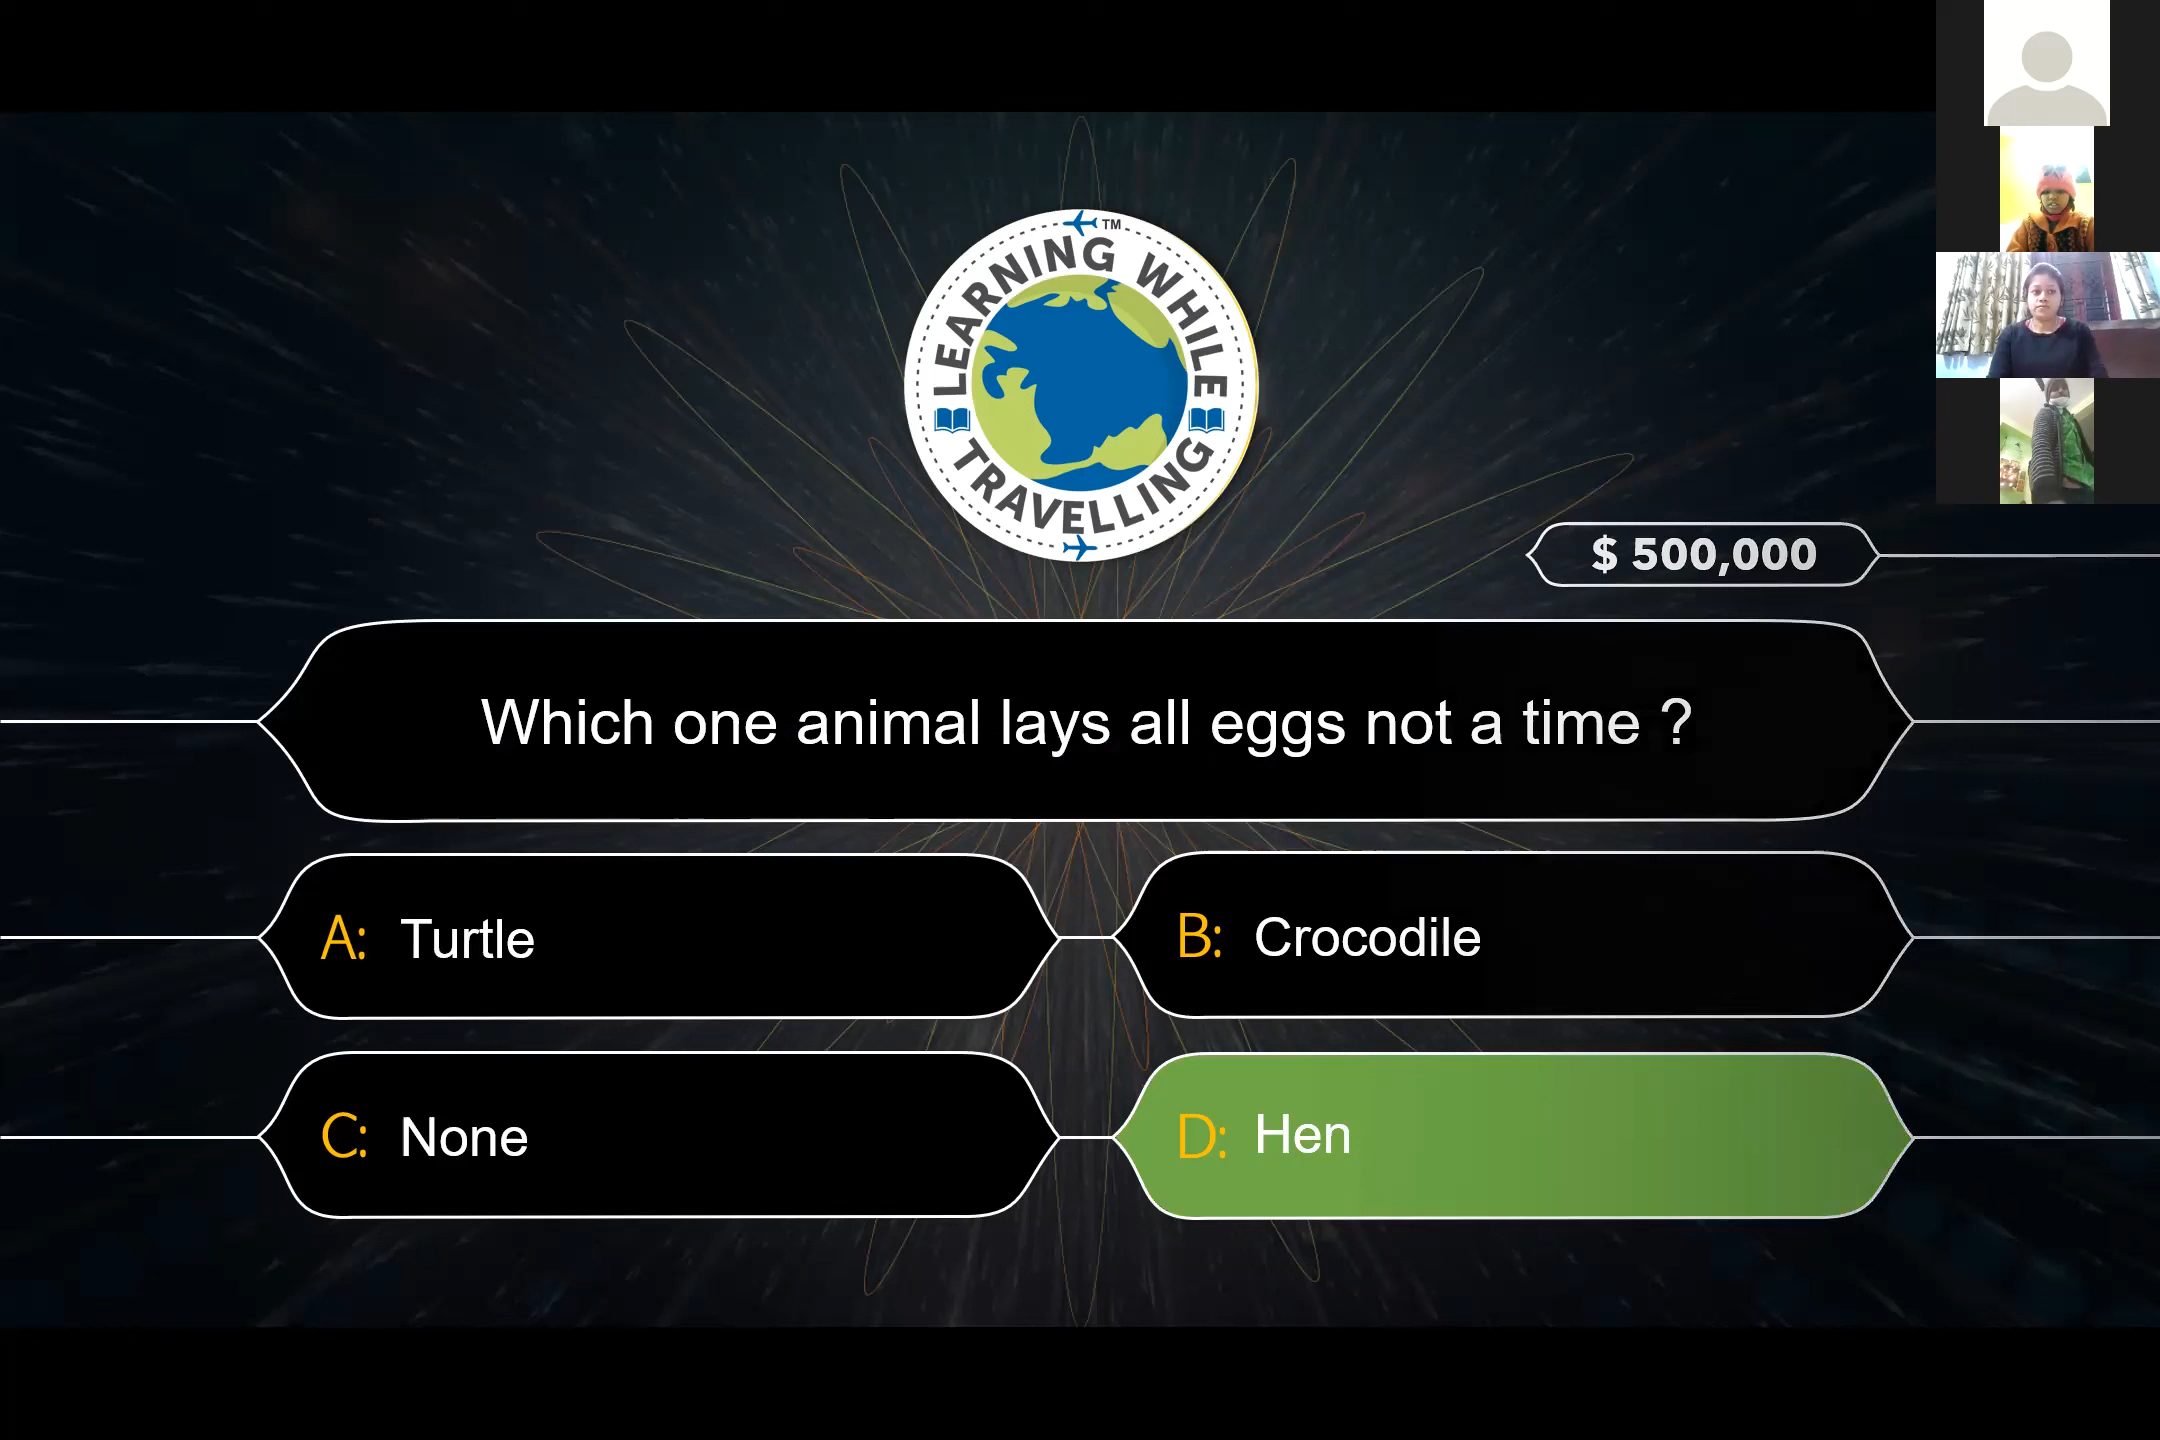 LEARNING WHILE
TRAVELLING
TM
$ 500,000
Which one animal lays all eggs not a time ?
A: Turtle
B: Crocodile
C: None
D: Hen